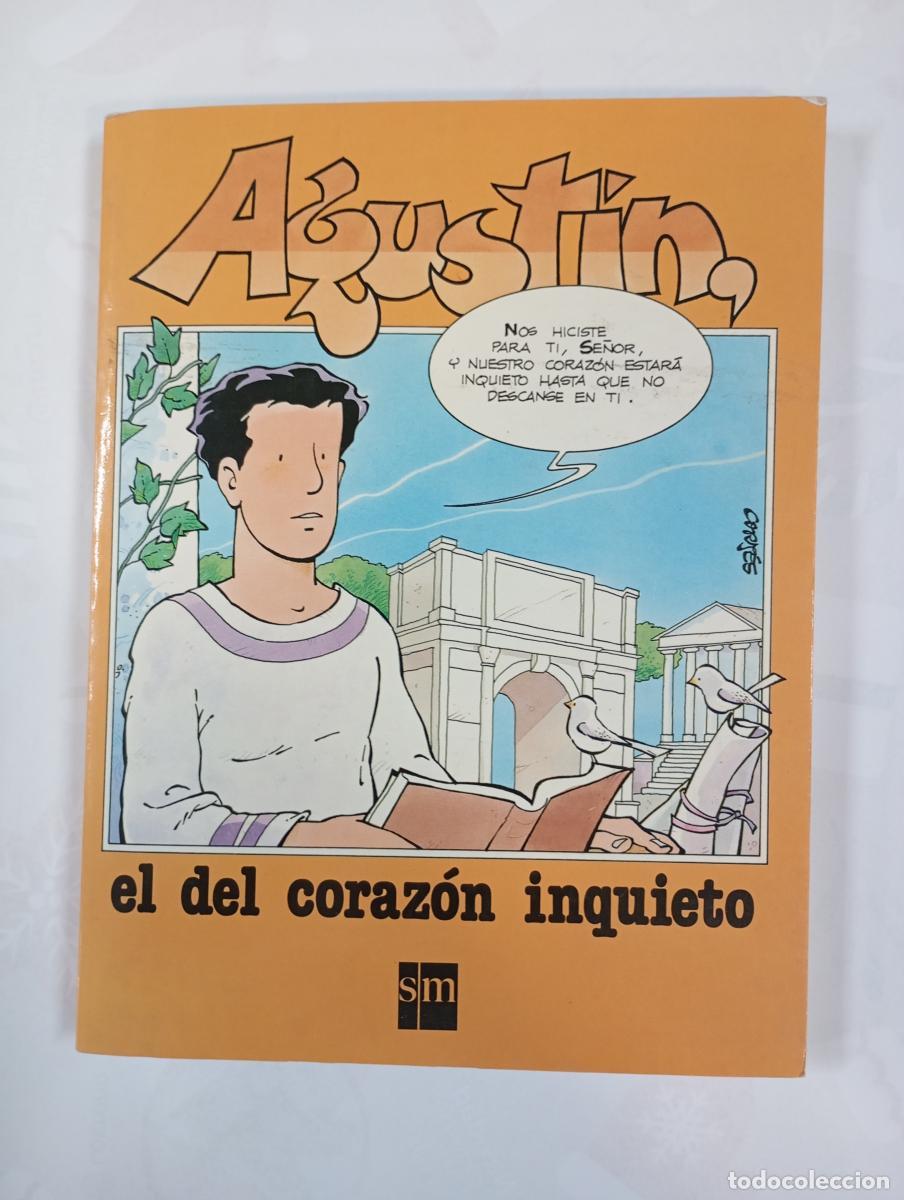 Agustín,
Nos hiciste
para ti, Señor,
y nuestro corazón estará
inquieto hasta que no
descanse en ti.
el del corazón inquieto
sm
todocoleccion